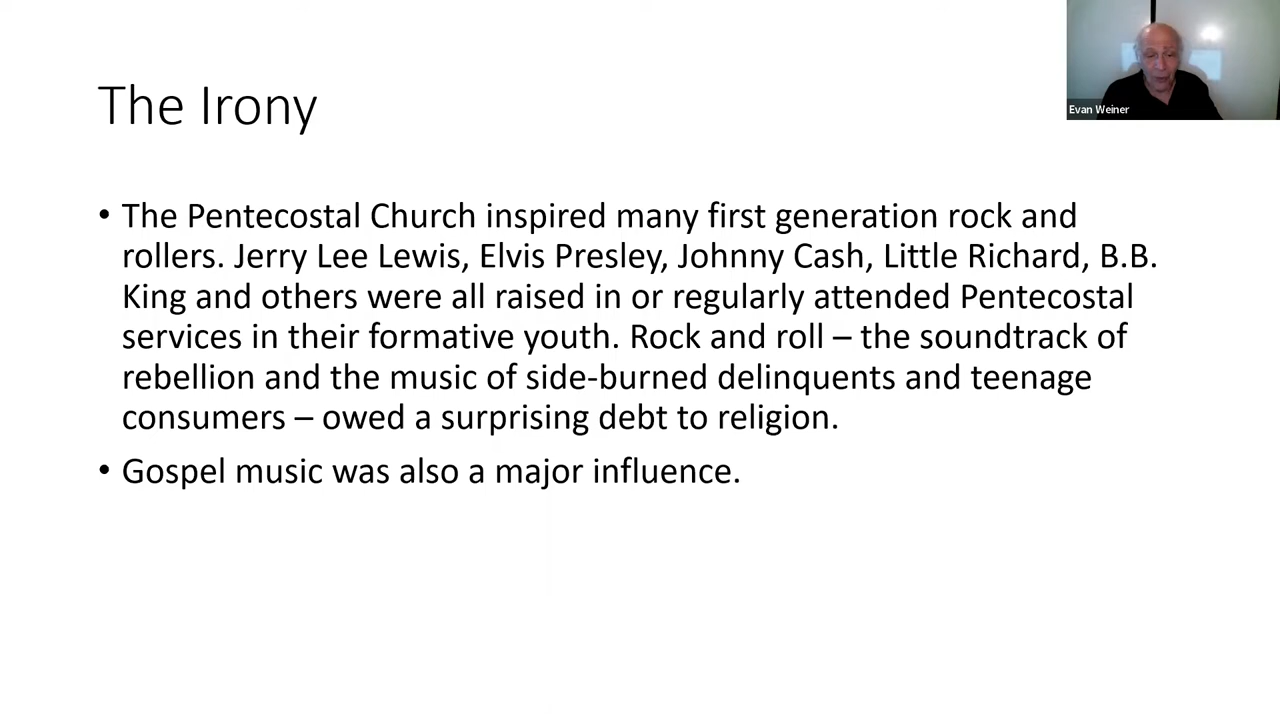 The Irony
Evan Weiner
• The Pentecostal Church inspired many first generation rock and
rollers. Jerry Lee Lewis, Elvis Presley, Johnny Cash, Little Richard, B.B.
King and others were all raised in or regularly attended Pentecostal
services in their formative youth. Rock and roll – the soundtrack of
rebellion and the music of side-burned delinquents and teenage
consumers – owed a surprising debt to religion.
• Gospel music was also a major influence.